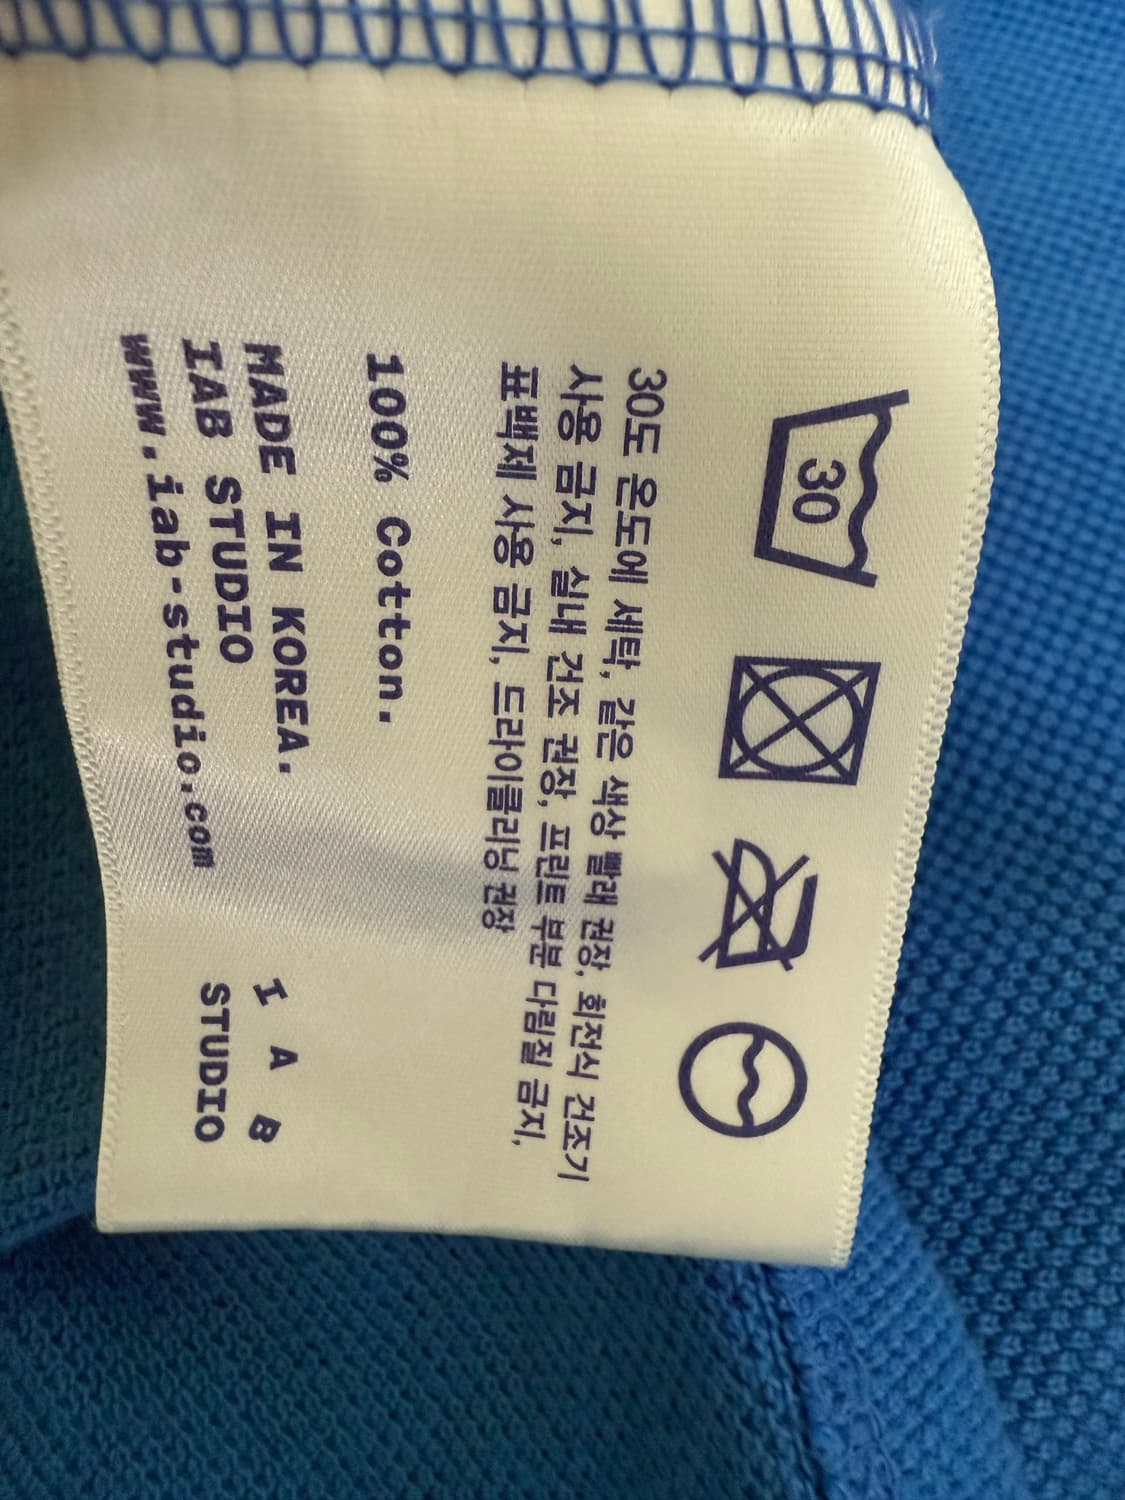 30
30도 온도에 세탁, 같은 색상 빨래 권장, 회전식 건조기
사용 금지, 실내 건조 권장, 프린트 부분 다림질 금지,
표백제 사용 금지, 드라이클리닝 권장
100% Cotton.
MADE IN KOREA.
IAB STUDIO
www.iab-studio.com
I A B
STUDIO